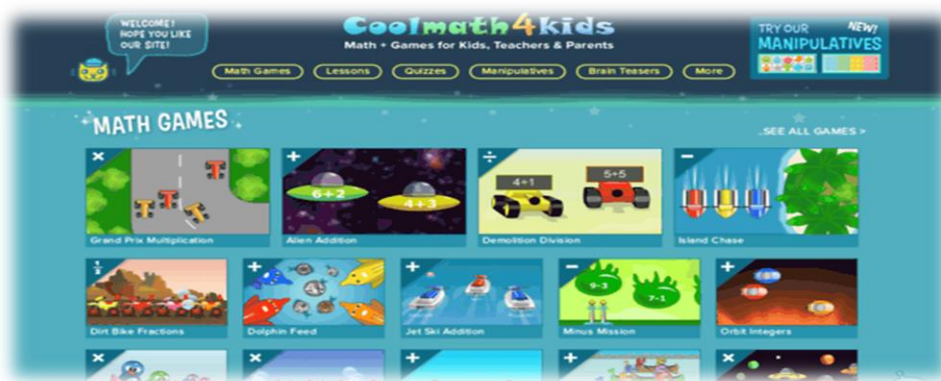 WELCOME!
HOPE YOU LIKE
OUR SITE!
Coolmath4kids
Math + Games for Kids, Teachers & Parents
TRY OUR NEW!
MANIPULATIVES
Math Games Lessons Quizzes Manipulatives Brain Teasers More
MATH GAMES
SEE ALL GAMES >
× + ÷ −
6+2
4+3
4÷1
5÷5
Grand Prix Multiplication
Alien Addition
Demolition Division
Island Chase
½ + + − +
9-3
7-1
Dirt Bike Fractions
Dolphin Feed
Jet Ski Addition
Minus Mission
Orbit Integers
× × + + ×